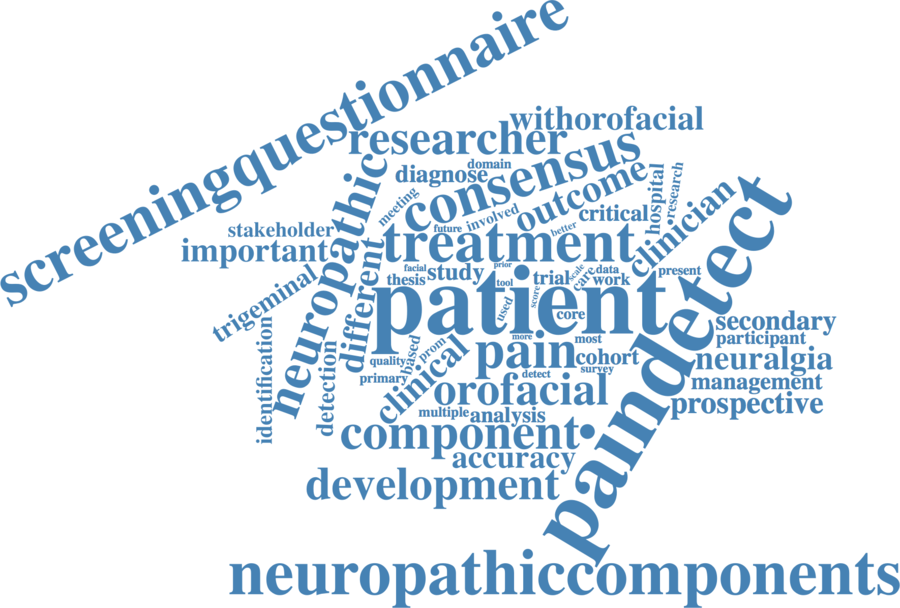 screeningquestionnaire
withorofacial
researcher
domain
diagnose
consensus
meeting
hospital
research
outcome
critical
involved
stakeholder
future
better
clinician
important
neuropathic
treatment
different
facial
study
prior
thesis
tool
trial
scale
care
data
work
present
trigeminal
patient
used
score
core
paindetect
identification
detection
secondary
participant
more
most
prom
based
quality
pain
cohort
neuralgia
survey
detect
primary
clinical
orofacial
management
prospective
multiple
analysis
component
•
accuracy
development
neuropathiccomponents